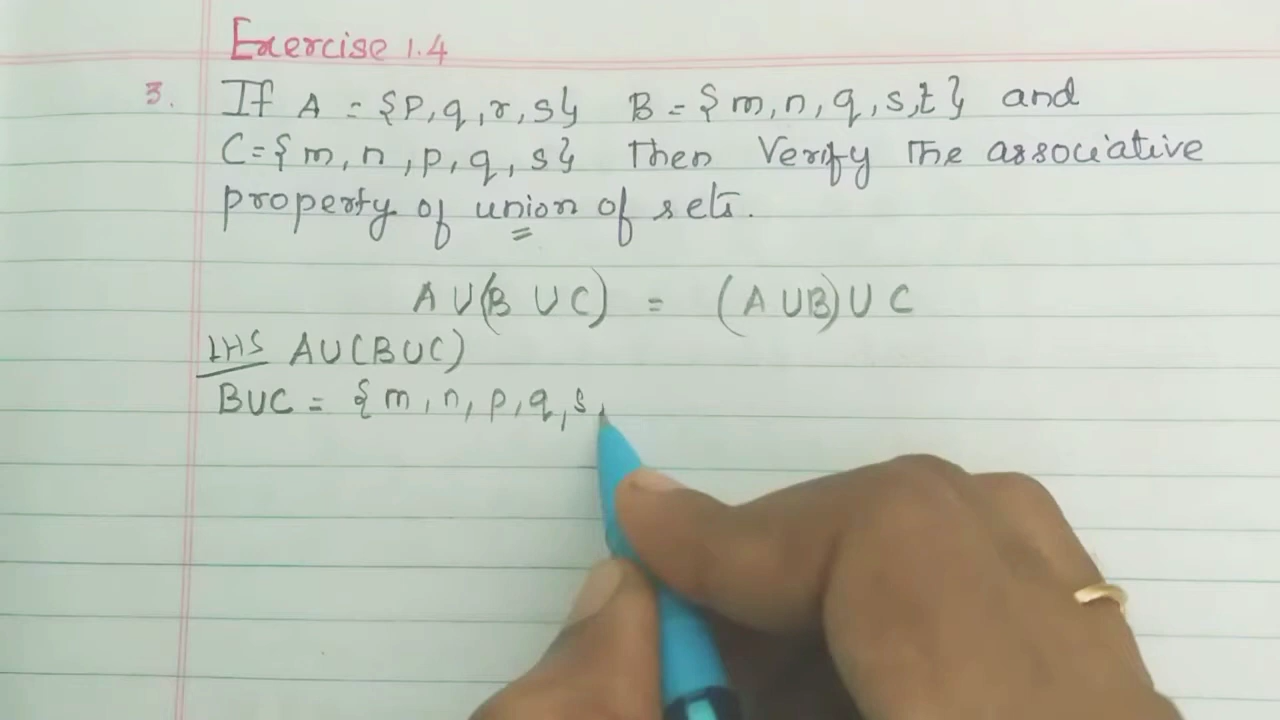 Exercise 1.4
3. If A = {p, q, r, s} B = {m, n, q, s, t} and
C = {m, n, p, q, s} Then Verify The associative
property of union of sets.
A ∪ (B ∪ C) = (A ∪ B) ∪ C
LHS A ∪ (B ∪ C)
B ∪ C = {m, n, p, q, s,